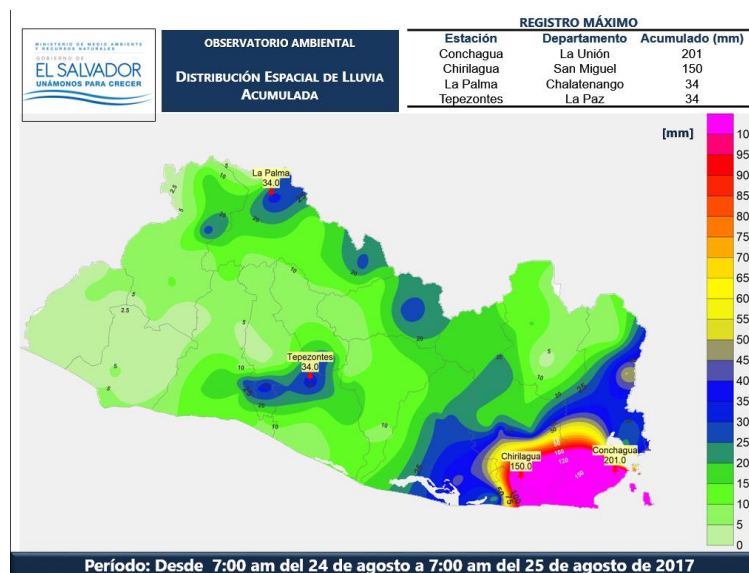 MINISTERIO DE MEDIO AMBIENTE
Y RECURSOS NATURALES
GOBIERNO DE
EL SALVADOR
UNÁMONOS PARA CRECER
OBSERVATORIO AMBIENTAL
DISTRIBUCIÓN ESPACIAL DE LLUVIA
ACUMULADA
REGISTRO MÁXIMO
Estación Departamento Acumulado (mm)
Conchagua La Unión 201
Chirilagua San Miguel 150
La Palma Chalatenango 34
Tepezontes La Paz 34
[mm]
La Palma
34.0
Tepezontes
34.0
Chirilagua
150.0
Conchagua
201.0
10
95
90
85
80
75
70
65
60
55
50
45
40
35
30
25
20
15
10
5
0
Período: Desde 7:00 am del 24 de agosto a 7:00 am del 25 de agosto de 2017